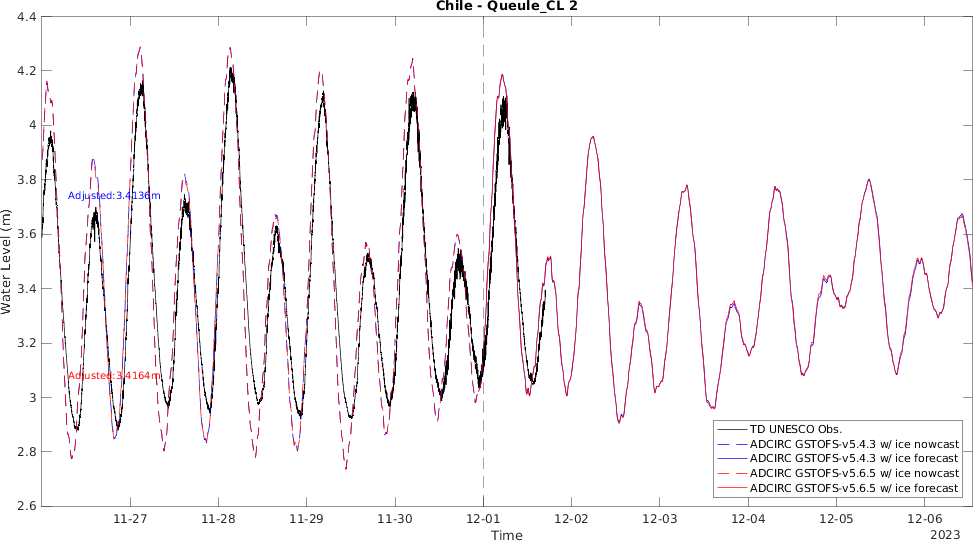 Chile - Queule_CL 2
4.4
4.2
4
3.8
3.6
3.4
3.2
3
2.8
2.6
Water Level (m)
Adjusted:3.4136m
Adjusted:3.4164m
TD UNESCO Obs.
ADCIRC GSTOFS-v5.4.3 w/ ice nowcast
ADCIRC GSTOFS-v5.4.3 w/ ice forecast
ADCIRC GSTOFS-v5.6.5 w/ ice nowcast
ADCIRC GSTOFS-v5.6.5 w/ ice forecast
11-27 11-28 11-29 11-30 12-01 12-02 12-03 12-04 12-05 12-06
2023
Time